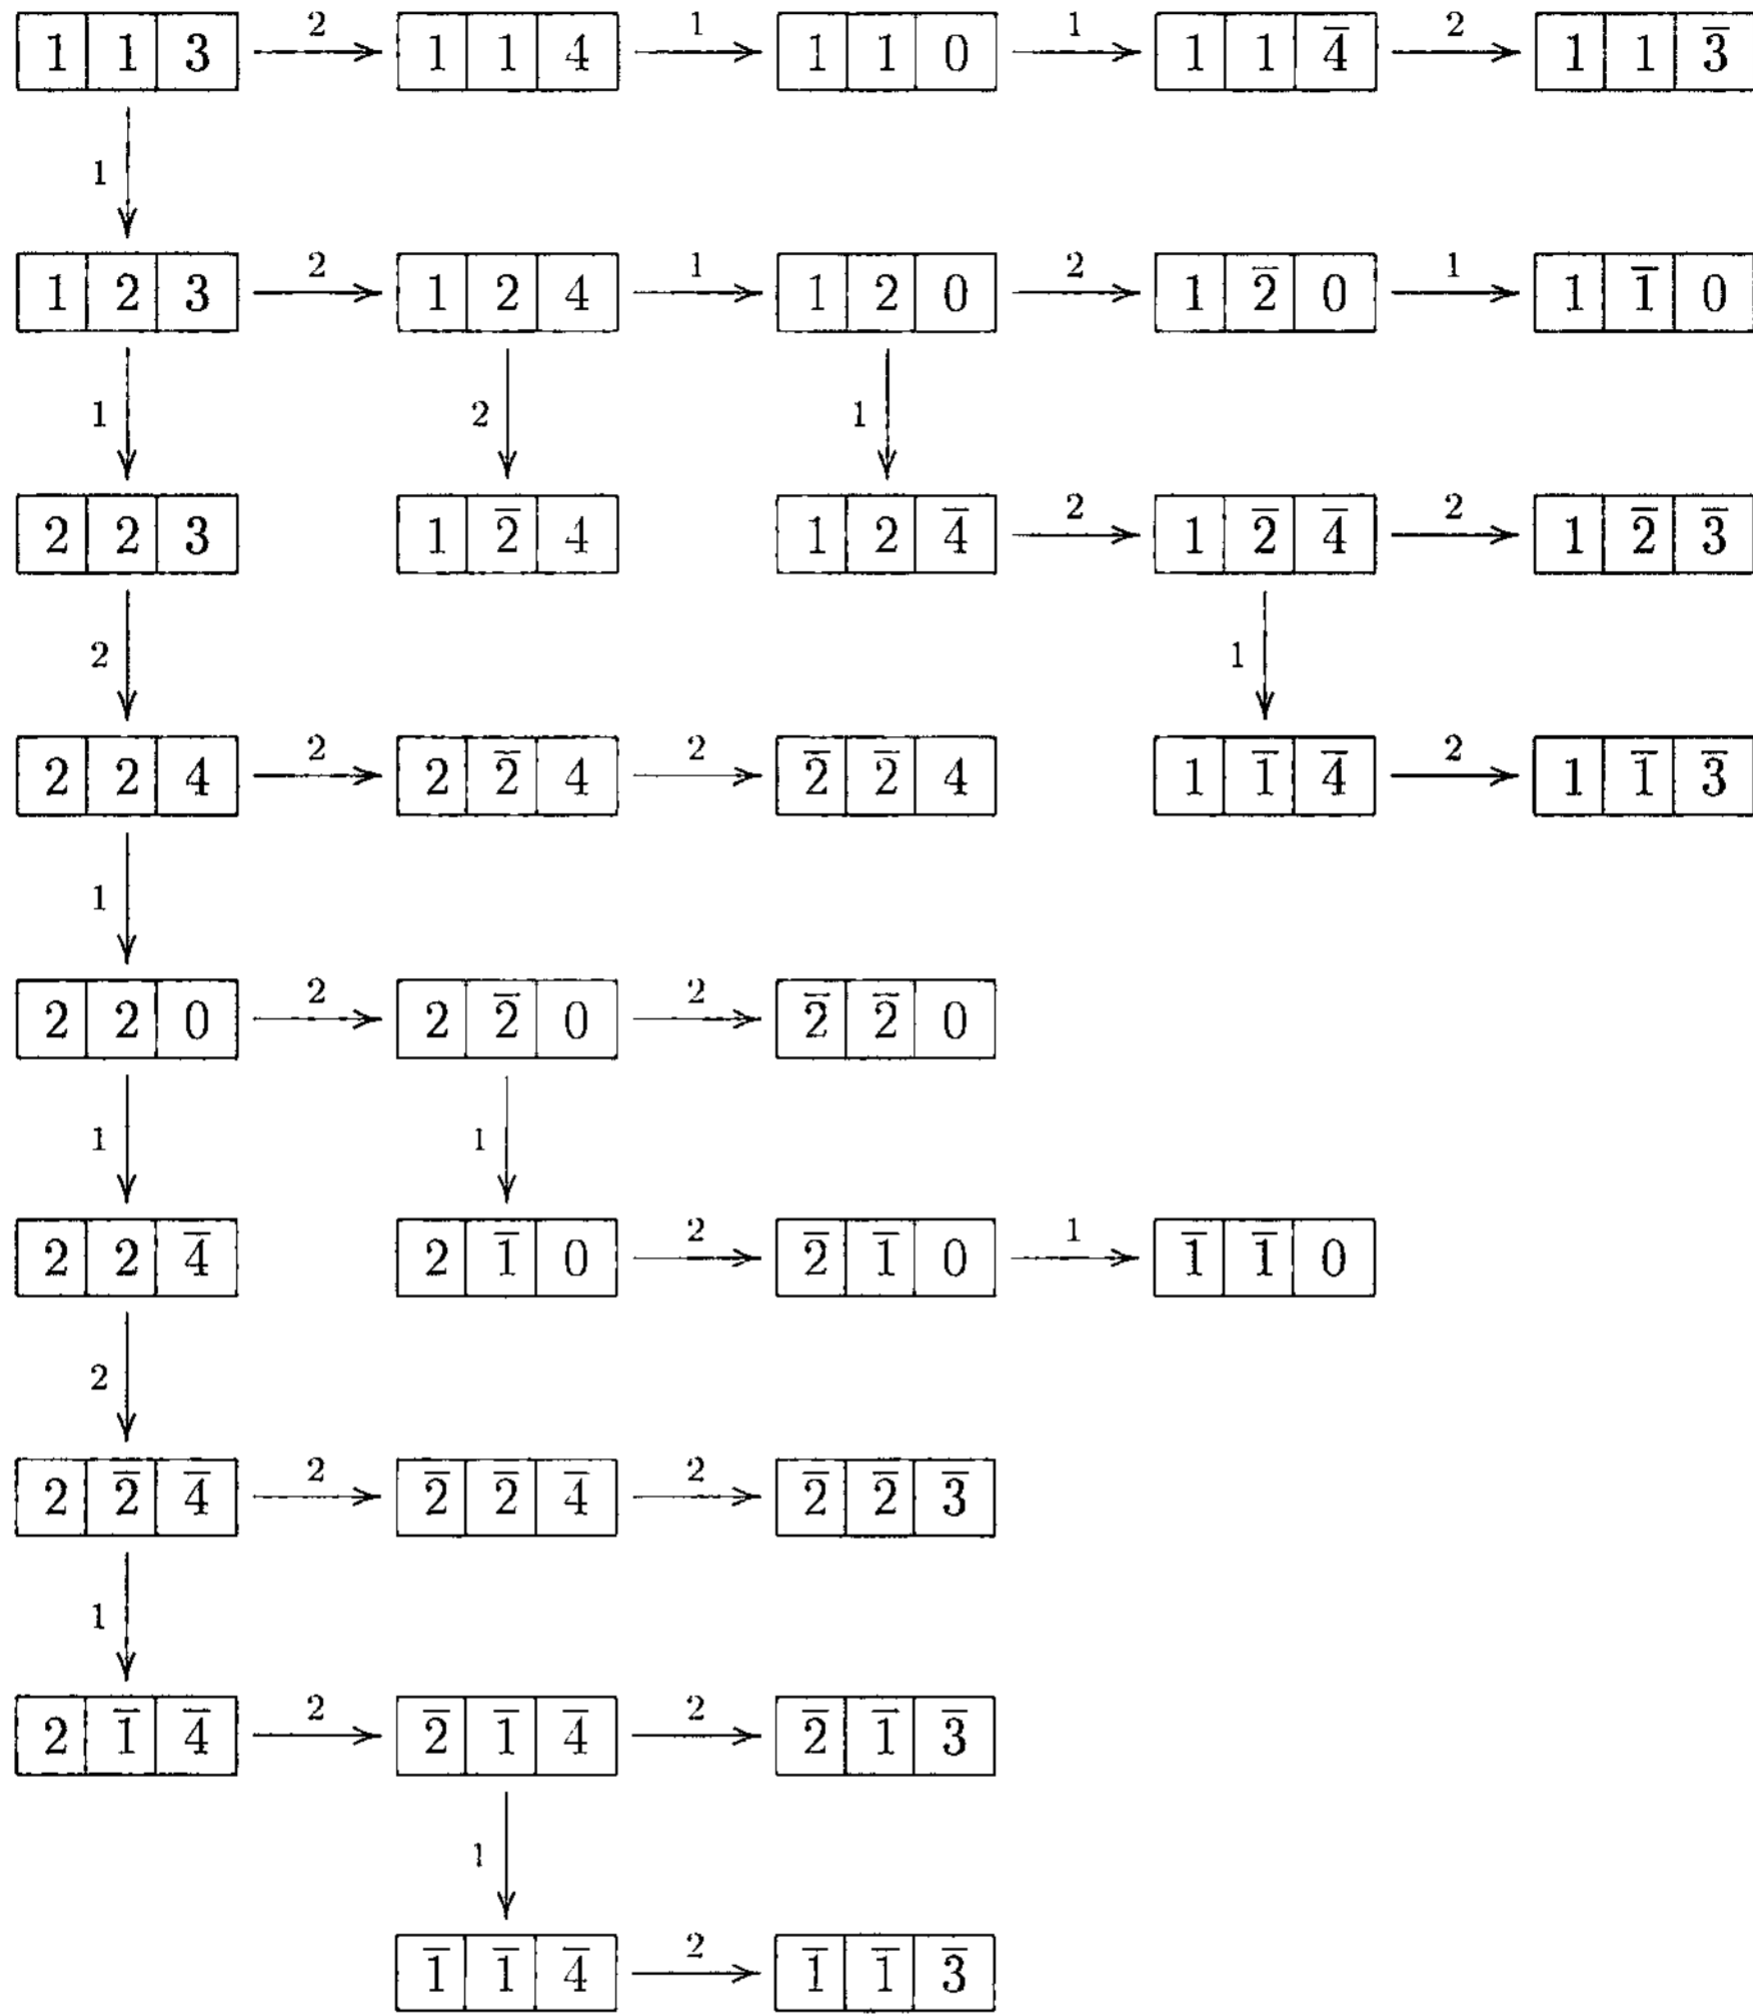 1 1 3 2 1 1 4 1 1 1 0 1 1 1 4̅ 2 1 1 3̅
1
1 2 3 2 1 2 4 1 1 2 0 2 1 2̅ 0 1 1 1̅ 0
1 2 1
2 2 3 1 2̅ 4 1 2 4̅ 2 1 2̅ 4̅ 2 1 2̅ 3̅
2 1
2 2 4 2 2 2̅ 4 2 2̅ 2̅ 4 1 1̅ 4̅ 2 1 1̅ 3̅
1
2 2 0 2 2 2̅ 0 2 2̅ 2̅ 0
1 1
2 2 4̅ 2 1̅ 0 2 2̅ 1̅ 0 1 1̅ 1̅ 0
2
2 2̅ 4̅ 2 2̅ 2̅ 4̅ 2 2̅ 2̅ 3̅
1
2 1̅ 4̅ 2 2̅ 1̅ 4̅ 2 2̅ 1̅ 3̅
1
1̅ 1̅ 4̅ 2 1̅ 1̅ 3̅